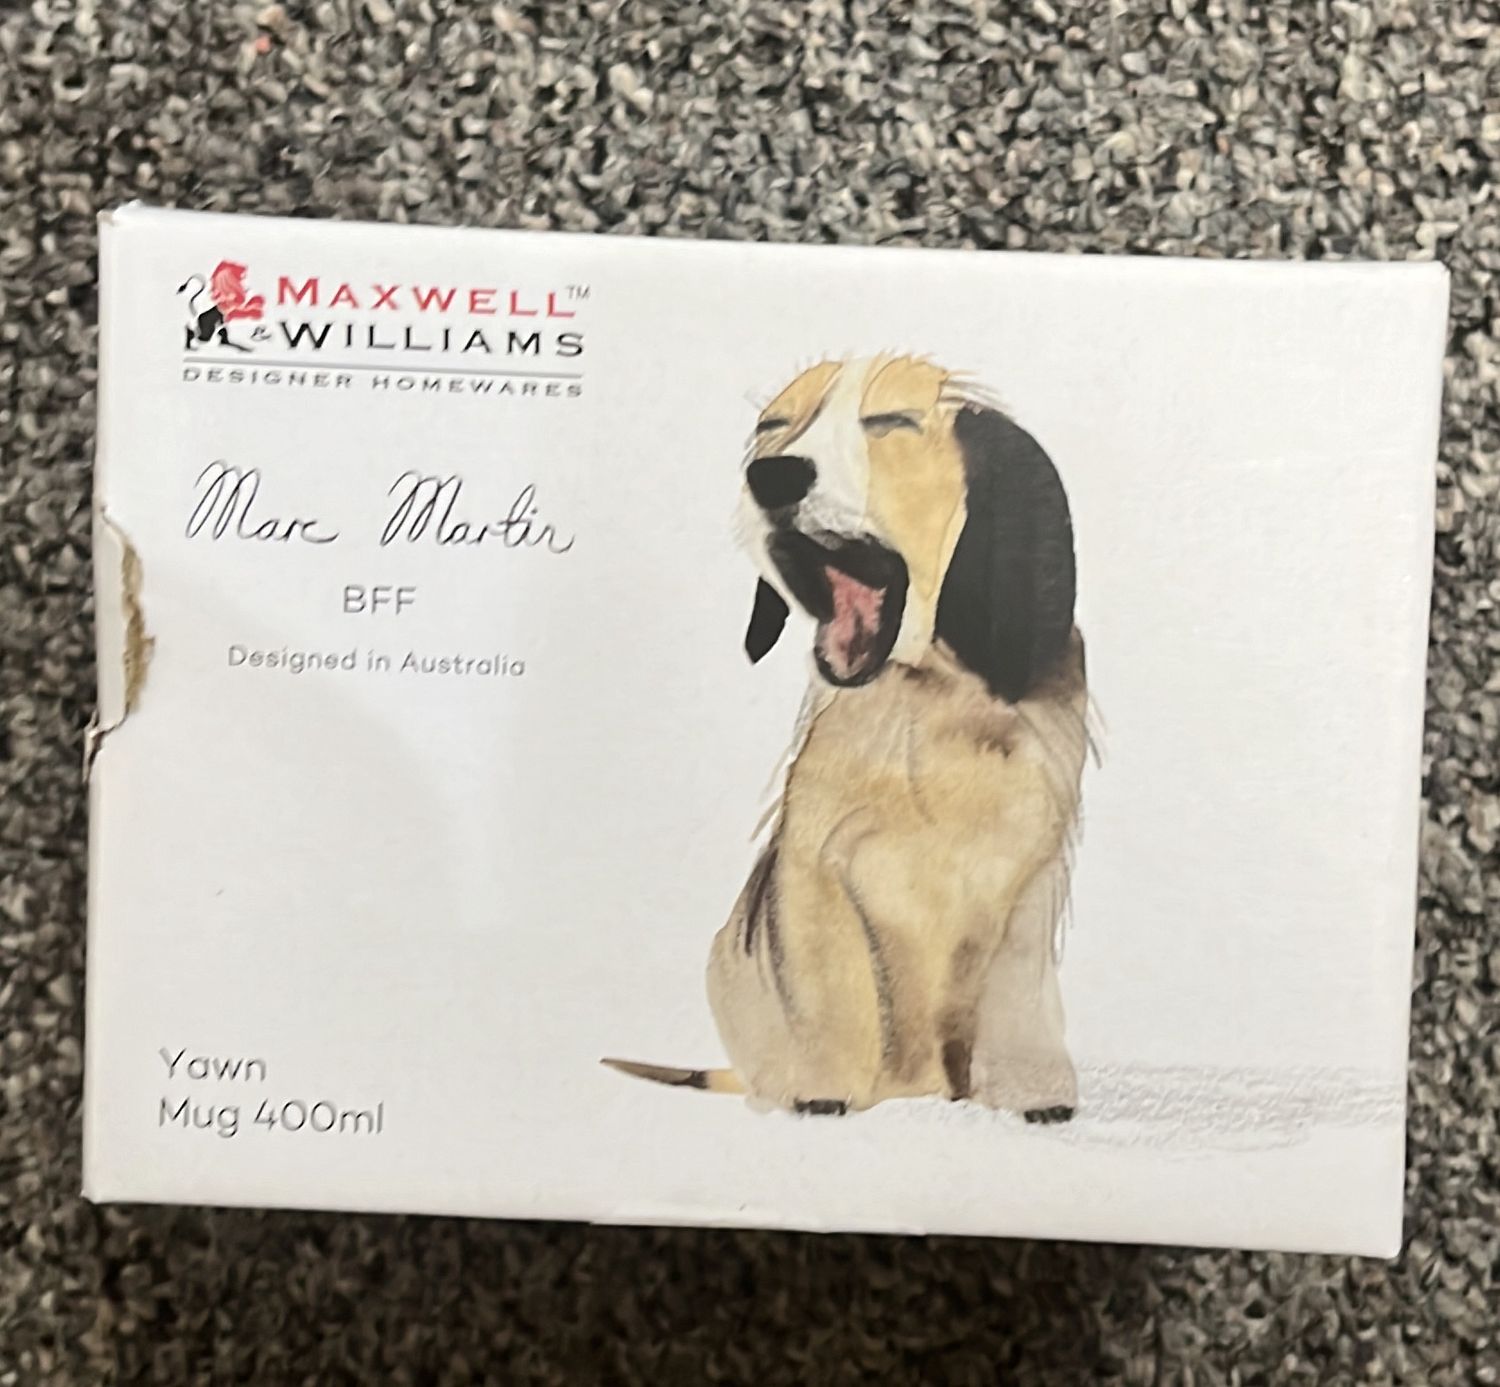 MAXWELL™
& WILLIAMS
DESIGNER HOMEWARES
Marc Martin
BFF
Designed in Australia
Yawn
Mug 400ml